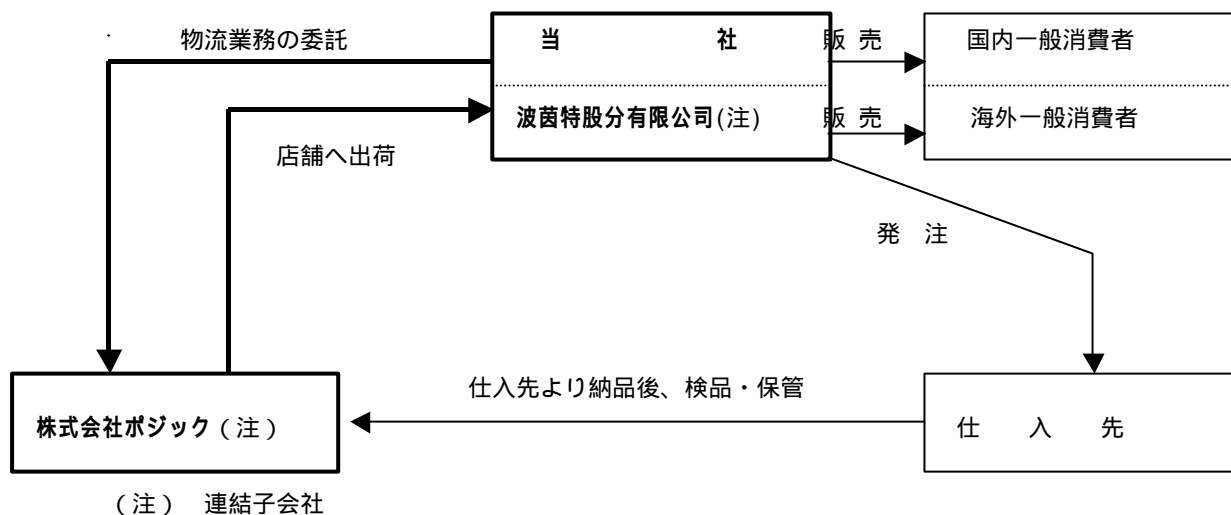 物流業務の委託
当 社
販 売
国内一般消費者
波茵特股分有限公司(注)
販 売
海外一般消費者
店舗へ出荷
発 注
仕入先より納品後、検品・保管
株式会社ポジック(注)
仕 入 先
(注) 連結子会社